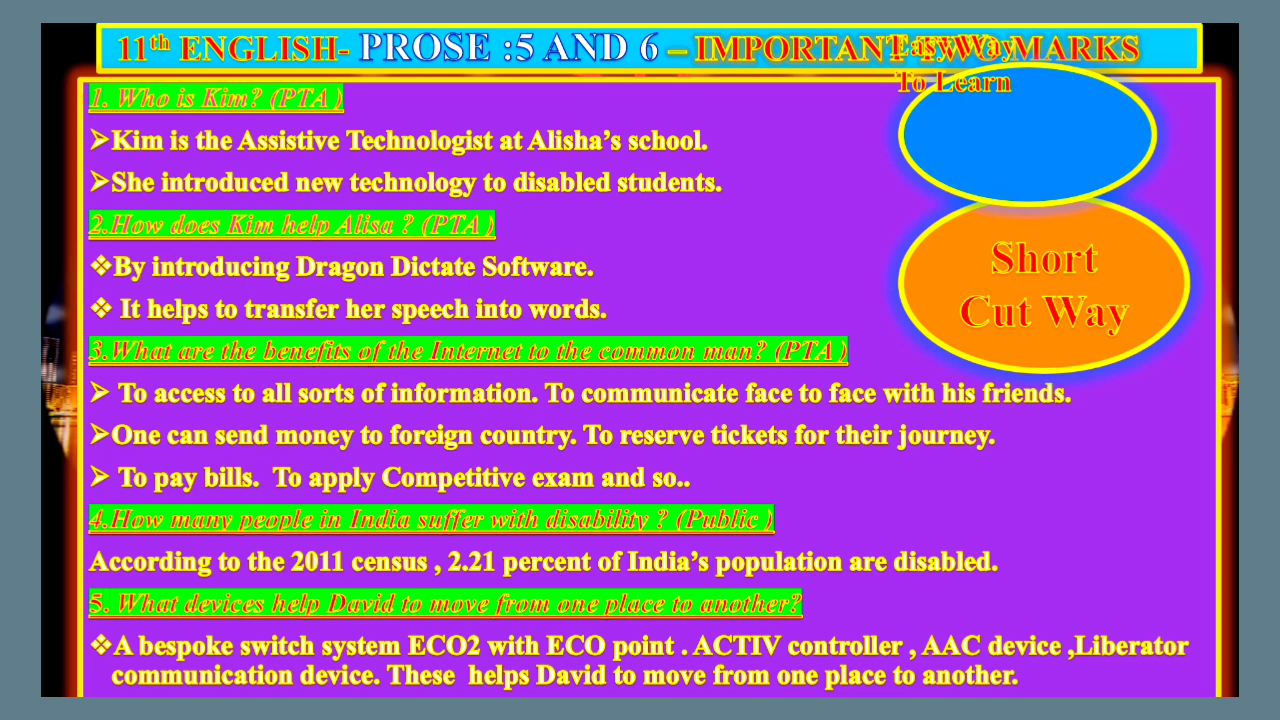 11th ENGLISH- PROSE :5 AND 6 – IMPORTANT TWO MARKS
Easy Way
To Learn
1. Who is Kim? (PTA )
➢Kim is the Assistive Technologist at Alisha’s school.
➢She introduced new technology to disabled students.
2.How does Kim help Alisa ? (PTA )
❖By introducing Dragon Dictate Software.
❖ It helps to transfer her speech into words.
Short
Cut Way
3.What are the benefits of the Internet to the common man? (PTA )
➢ To access to all sorts of information. To communicate face to face with his friends.
➢One can send money to foreign country. To reserve tickets for their journey.
➢ To pay bills.  To apply Competitive exam and so..
4.How many people in India suffer with disability ? (Public )
According to the 2011 census , 2.21 percent of India’s population are disabled.
5. What devices help David to move from one place to another?
❖A bespoke switch system ECO2 with ECO point . ACTIV controller , AAC device ,Liberator
communication device. These  helps David to move from one place to another.